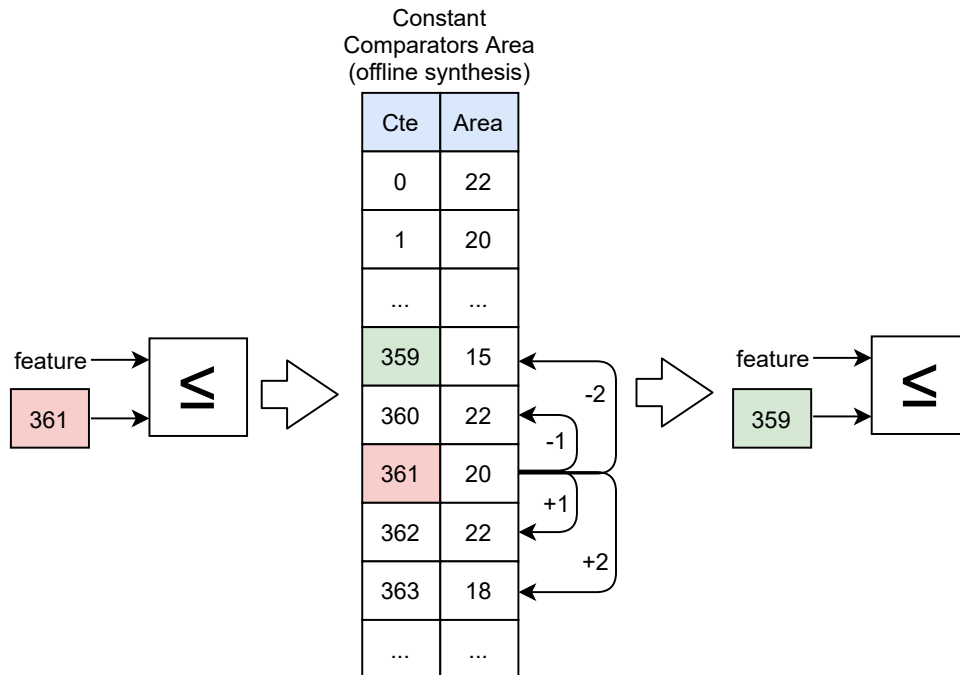 Constant
Comparators Area
(offline synthesis)
Cte Area
0 22
1 20
... ...
359 15
360 22
361 20
362 22
363 18
... ...
feature
361
≤
-2
-1
+1
+2
feature
359
≤